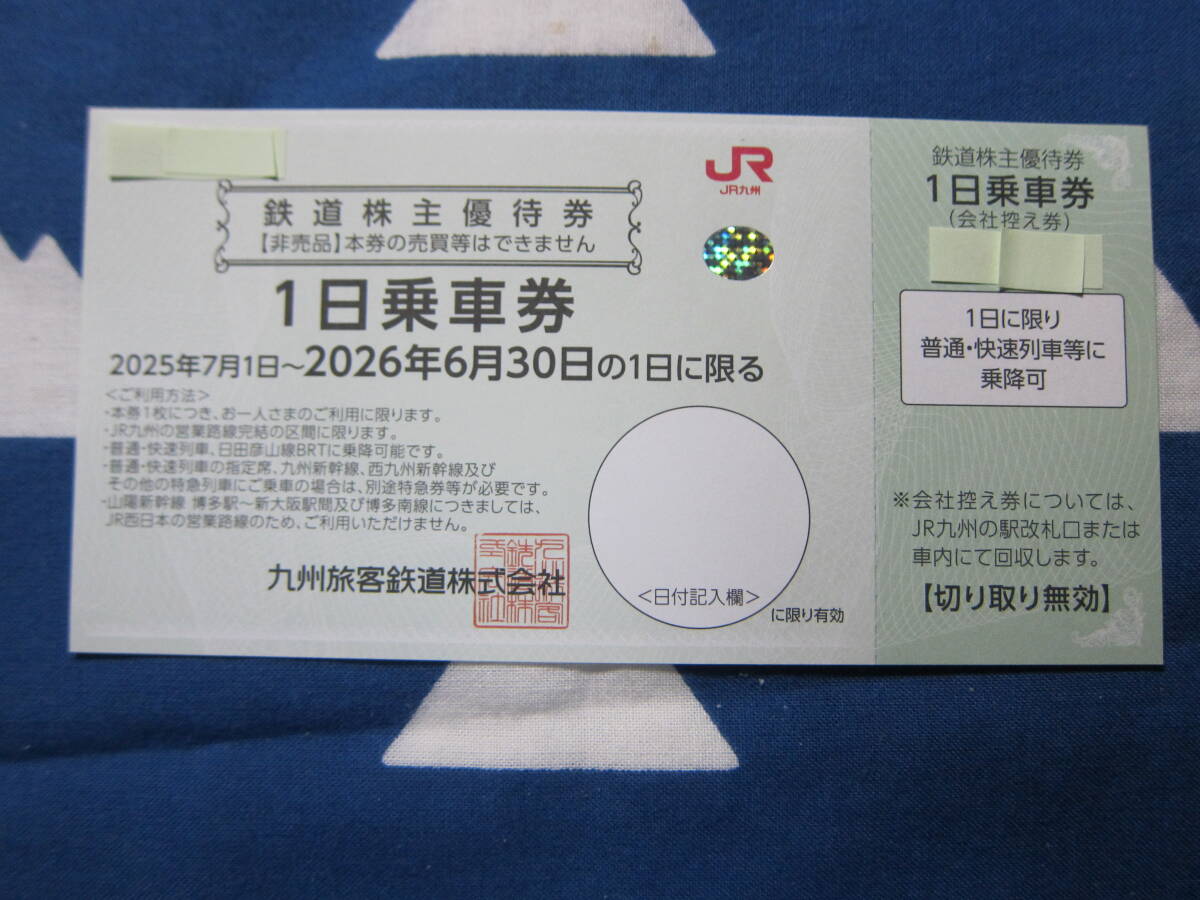 JR
JR九州
鉄道株主優待券
【非売品】本券の売買等はできません
1日乗車券
2025年7月1日～2026年6月30日の1日に限る
＜ご利用方法＞
・本券1枚につき、お一人さまのご利用に限ります。
・JR九州の営業路線完結の区間に限ります。
・普通・快速列車、日田彦山線BRTに乗降可能です。
・普通・快速列車の指定席、九州新幹線、西九州新幹線及び
その他の特急列車にご乗車の場合は、別途特急券等が必要です。
・山陽新幹線 博多駅～新大阪駅間及び博多南線につきましては、
JR西日本の営業路線のため、ご利用いただけません。
九州旅客鉄道株式会社
＜日付記入欄＞
に限り有効
鉄道株主優待券
1日乗車券
(会社控え券)
1日に限り
普通・快速列車等に
乗降可
※会社控え券については、
JR九州の駅改札口または
車内にて回収します。
【切り取り無効】